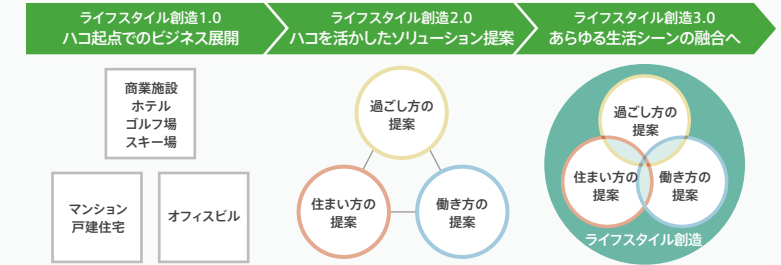 ライフスタイル創造1.0
ハコ起点でのビジネス展開
ライフスタイル創造2.0
ハコを活かしたソリューション提案
ライフスタイル創造3.0
あらゆる生活シーンの融合へ
商業施設
ホテル
ゴルフ場
スキー場
マンション
戸建住宅
オフィスビル
過ごし方の
提案
住まい方の
提案
働き方の
提案
過ごし方の
提案
住まい方の
提案
働き方の
提案
ライフスタイル創造